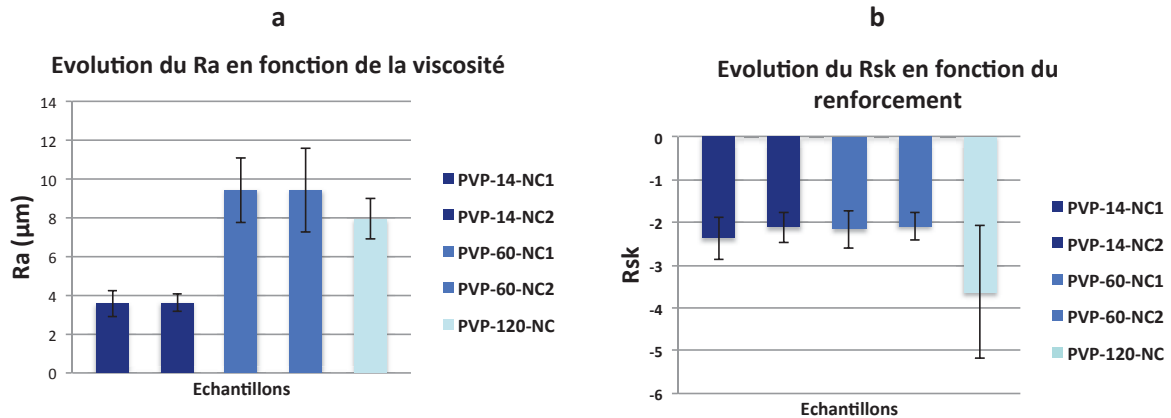 a
Evolution du Ra en fonction de la viscosité
14
12
10
8
6
4
2
0
Ra (µm)
Echantillons
PVP-14-NC1
PVP-14-NC2
PVP-60-NC1
PVP-60-NC2
PVP-120-NC
b
Evolution du Rsk en fonction du
renforcement
0
-1
-2
-3
-4
-5
-6
Rsk
Echantillons
PVP-14-NC1
PVP-14-NC2
PVP-60-NC1
PVP-60-NC2
PVP-120-NC